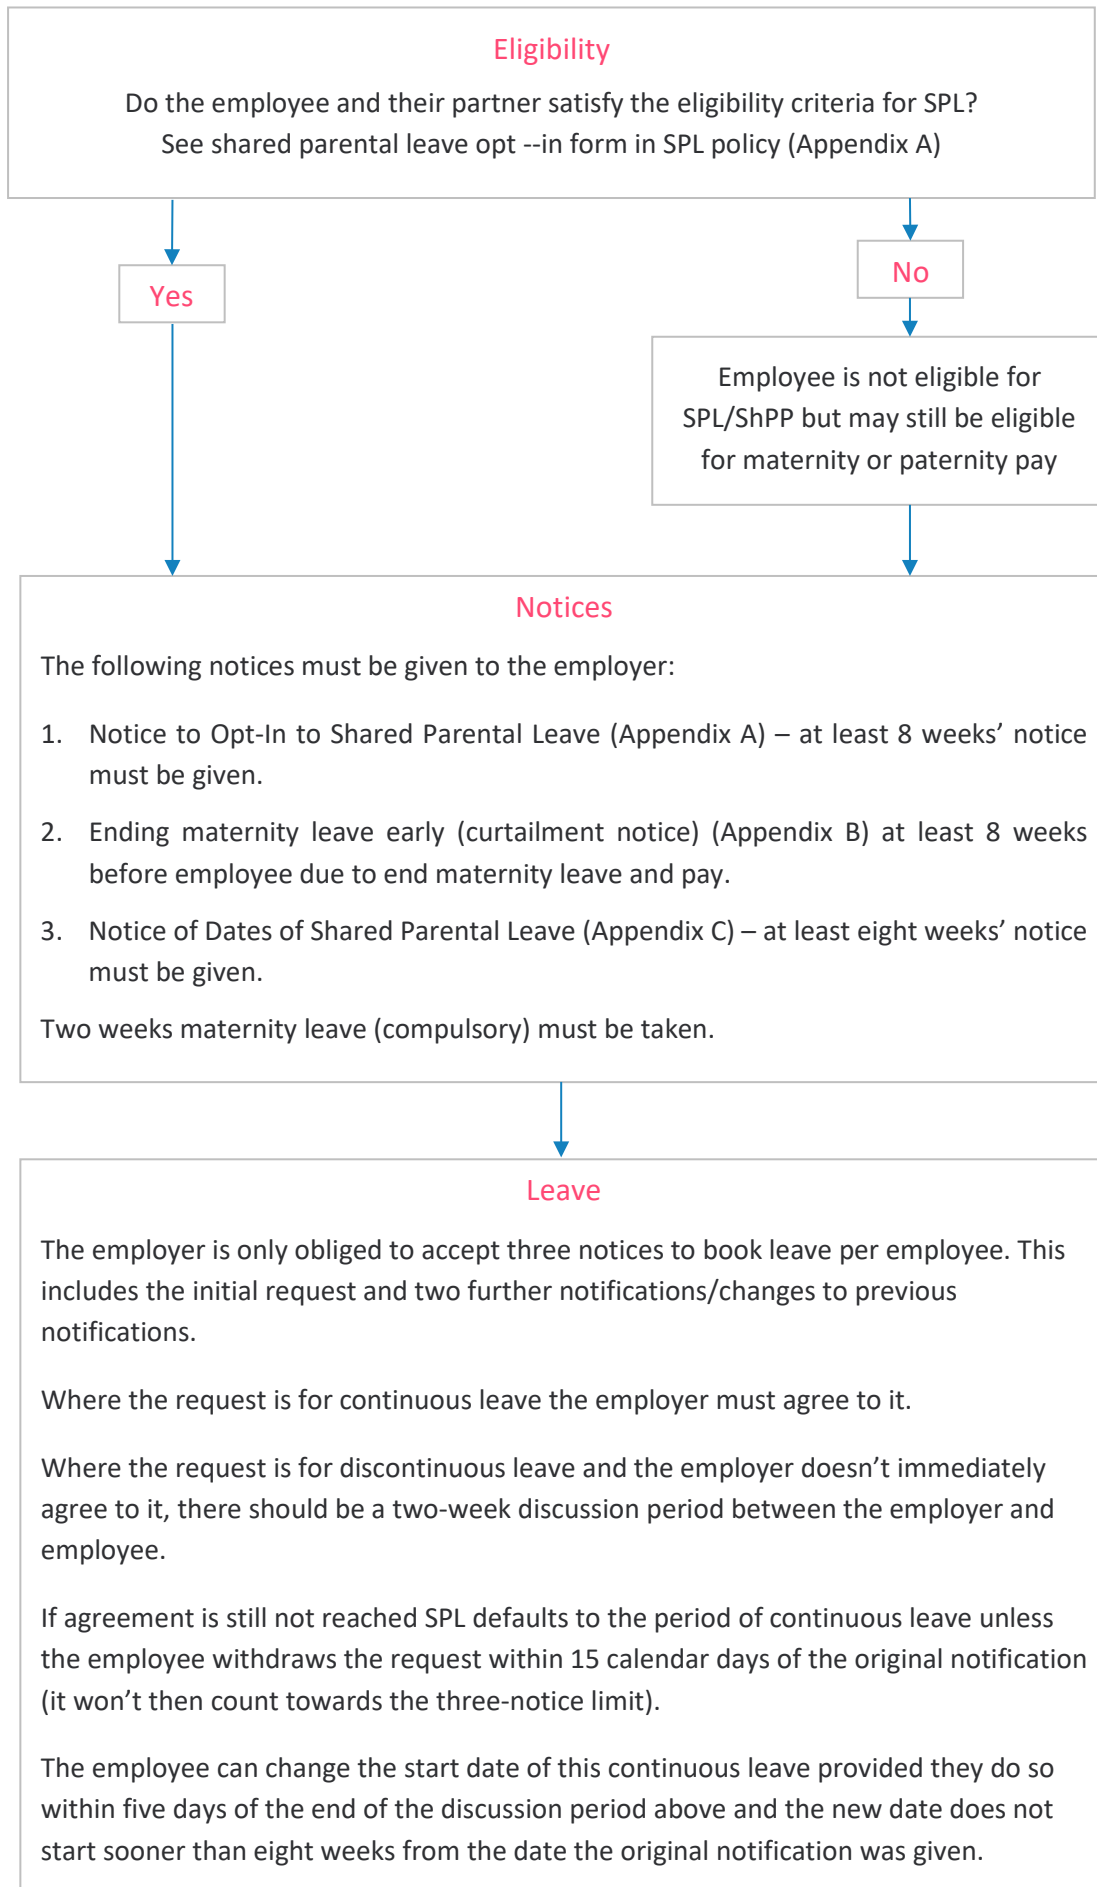 Eligibility
Do the employee and their partner satisfy the eligibility criteria for SPL?
See shared parental leave opt --in form in SPL policy (Appendix A)
Yes
No
Employee is not eligible for
SPL/ShPP but may still be eligible
for maternity or paternity pay
Notices
The following notices must be given to the employer:
1. Notice to Opt-In to Shared Parental Leave (Appendix A) – at least 8 weeks’ notice
must be given.
2. Ending maternity leave early (curtailment notice) (Appendix B) at least 8 weeks
before employee due to end maternity leave and pay.
3. Notice of Dates of Shared Parental Leave (Appendix C) – at least eight weeks’ notice
must be given.
Two weeks maternity leave (compulsory) must be taken.
Leave
The employer is only obliged to accept three notices to book leave per employee. This
includes the initial request and two further notifications/changes to previous
notifications.
Where the request is for continuous leave the employer must agree to it.
Where the request is for discontinuous leave and the employer doesn’t immediately
agree to it, there should be a two-week discussion period between the employer and
employee.
If agreement is still not reached SPL defaults to the period of continuous leave unless
the employee withdraws the request within 15 calendar days of the original notification
(it won’t then count towards the three-notice limit).
The employee can change the start date of this continuous leave provided they do so
within five days of the end of the discussion period above and the new date does not
start sooner than eight weeks from the date the original notification was given.